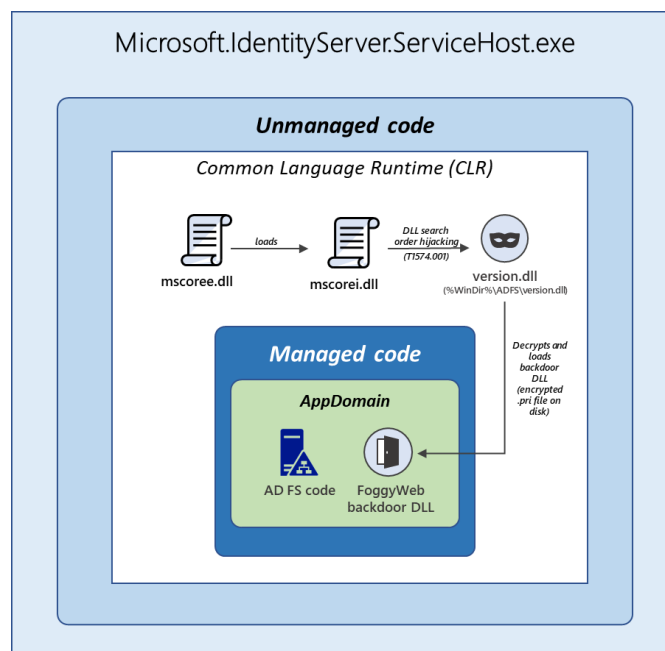 Microsoft.IdentityServer.ServiceHost.exe
Unmanaged code
Common Language Runtime (CLR)
mscoree.dll
loads
mscorei.dll
DLL search
order hijacking
(T1574.001)
version.dll
(%WinDir%\ADFS\version.dll)
Decrypts and
loads
backdoor
DLL
(encrypted
.pri file on
disk)
Managed code
AppDomain
AD FS code
FoggyWeb
backdoor DLL